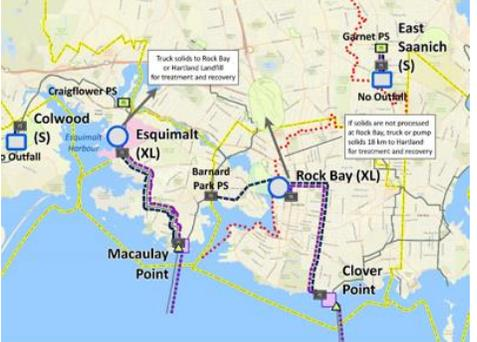 East
Saanich
(S)
Garnet PS
No Outfall
Truck solids to Rock Bay
or Hartland Landfill
for treatment and recovery
Craigflower PS
Colwood
(S)
o Outfall
Esquimalt
Harbour
Esquimalt
(XL)
If solids are not processed
at Rock Bay, truck or pump
solids 18 km to Hartland
for treatment and recovery
Barnard
Park PS
Rock Bay (XL)
Macaulay
Point
Clover
Point